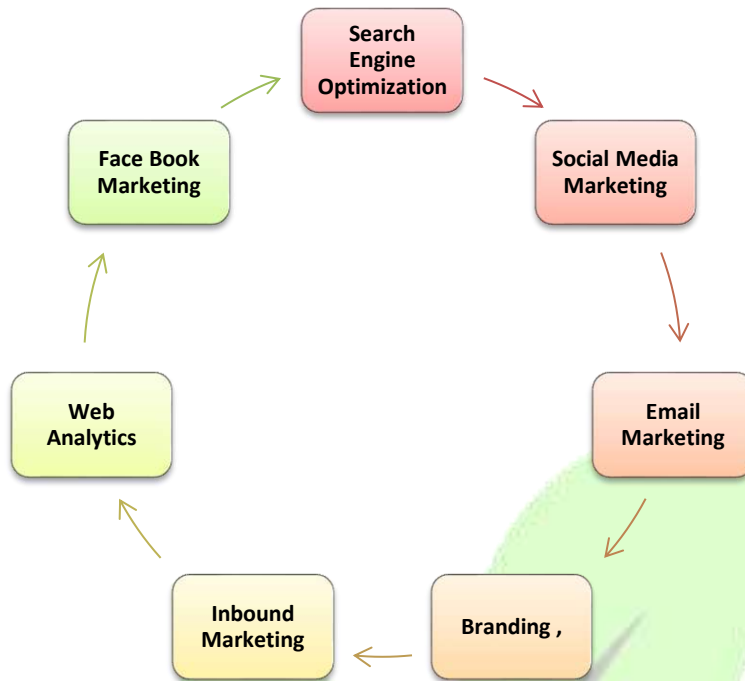 Search
Engine
Optimization
Social Media
Marketing
Email
Marketing
Branding ,
Inbound
Marketing
Web
Analytics
Face Book
Marketing